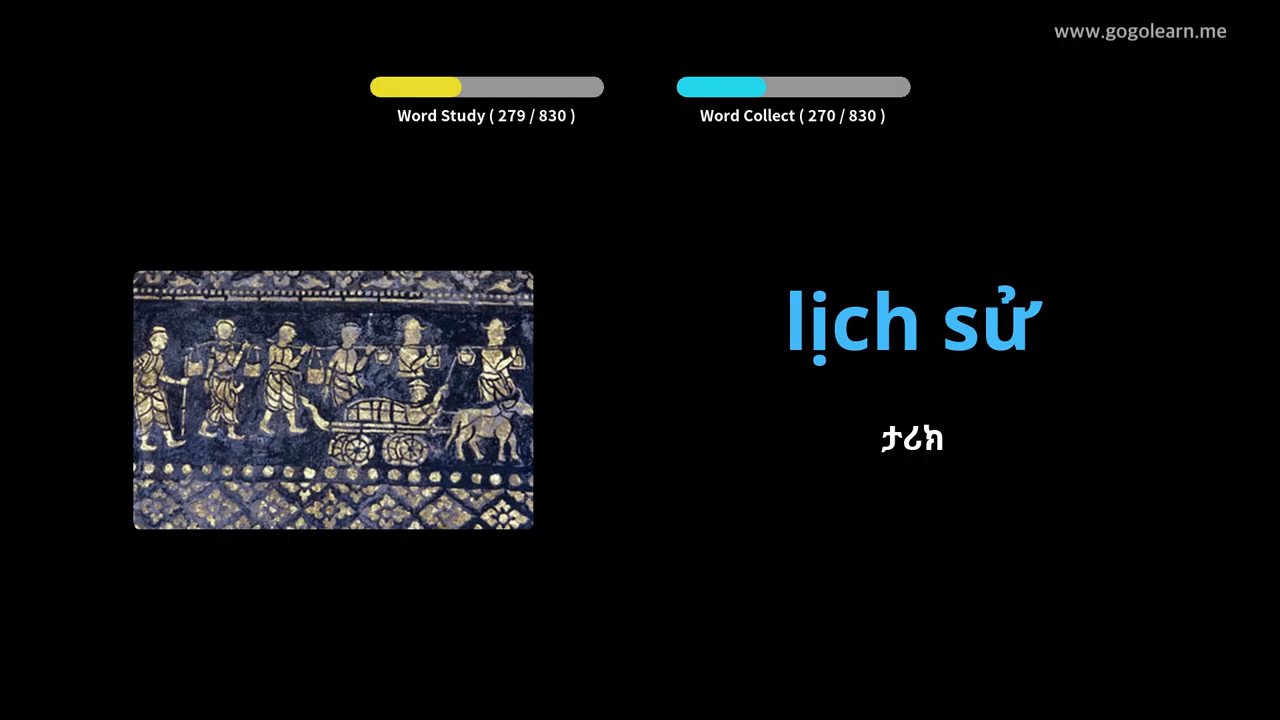 www.gogolearn.me
Word Study ( 279 / 830 )
Word Collect ( 270 / 830 )
lịch sử
ታሪክ